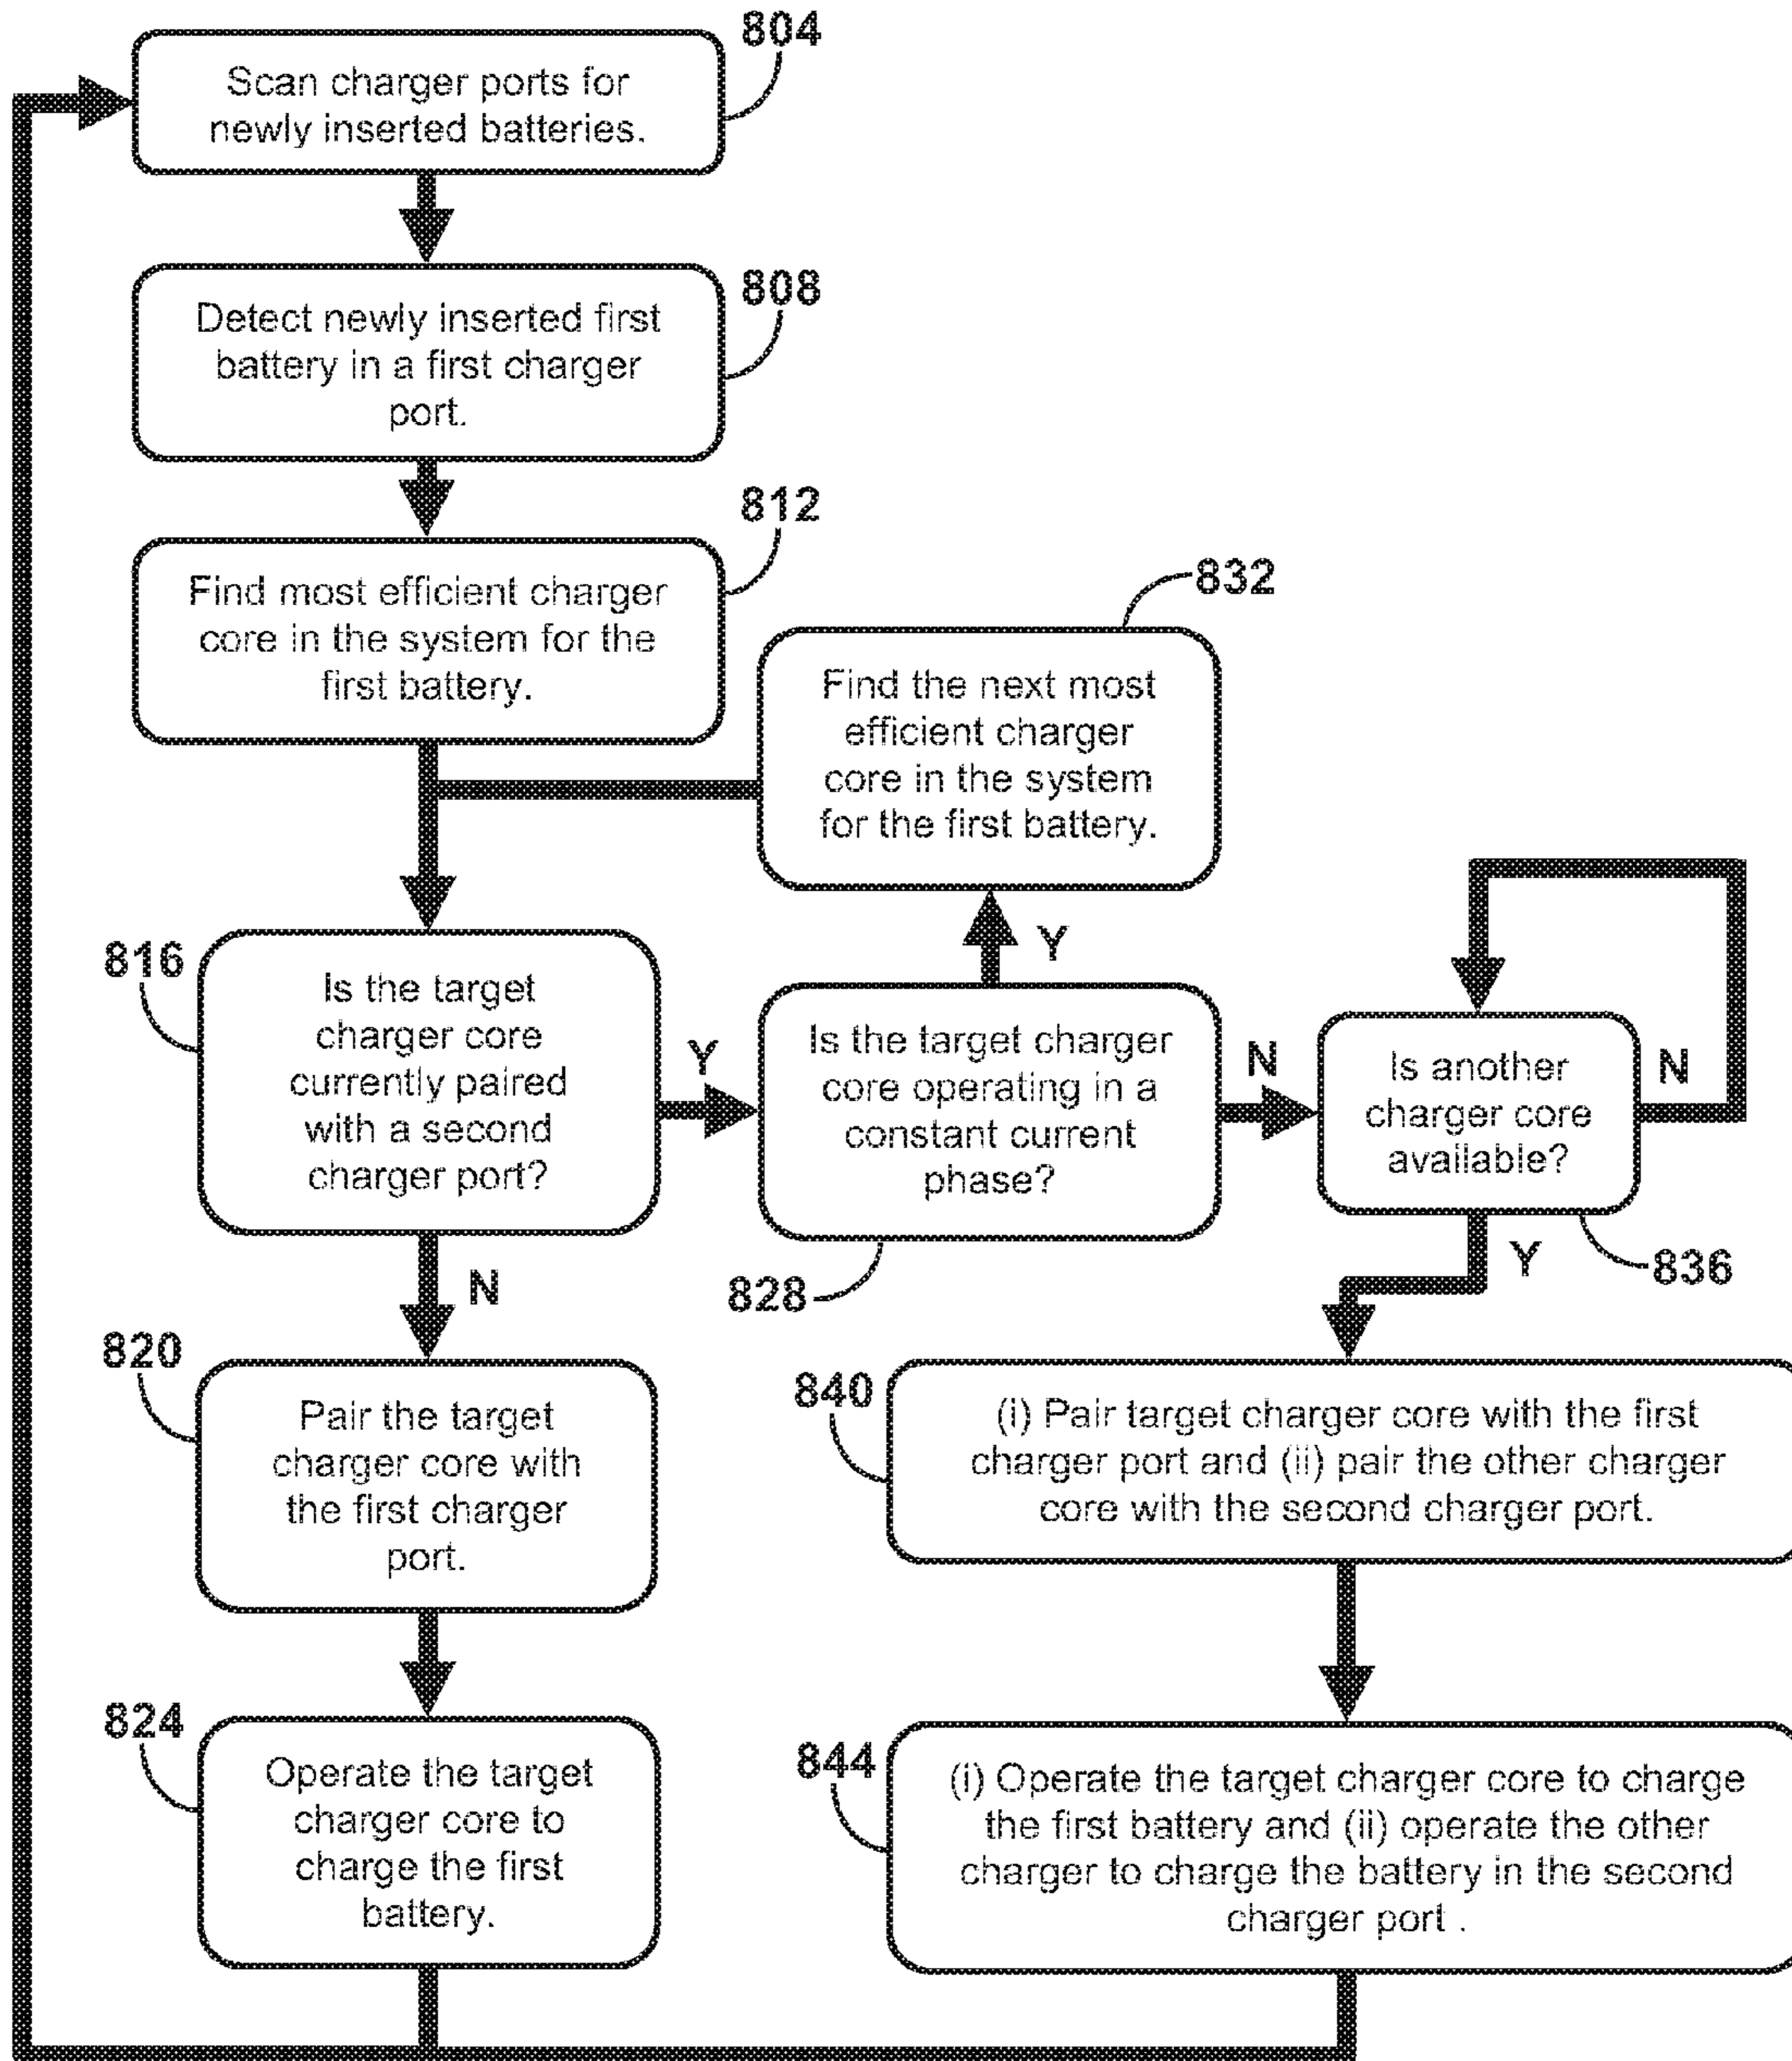 804
Scan charger ports for
newly inserted batteries.
808
Detect newly inserted first
battery in a first charger
port.
812
Find most efficient charger
core in the system for the
first battery.
832
Find the next most
efficient charger
core in the system
for the first battery.
816
Is the target
charger core
currently paired
with a second
charger port?
Y
N
828
Is the target charger
core operating in a
constant current
phase?
Y
N
836
Is another
charger core
available?
N
Y
820
Pair the target
charger core with
the first charger
port.
840
(i) Pair target charger core with the first
charger port and (ii) pair the other charger
core with the second charger port.
824
Operate the target
charger core to
charge the first
battery.
844
(i) Operate the target charger core to charge
the first battery and (ii) operate the other
charger to charge the battery in the second
charger port .